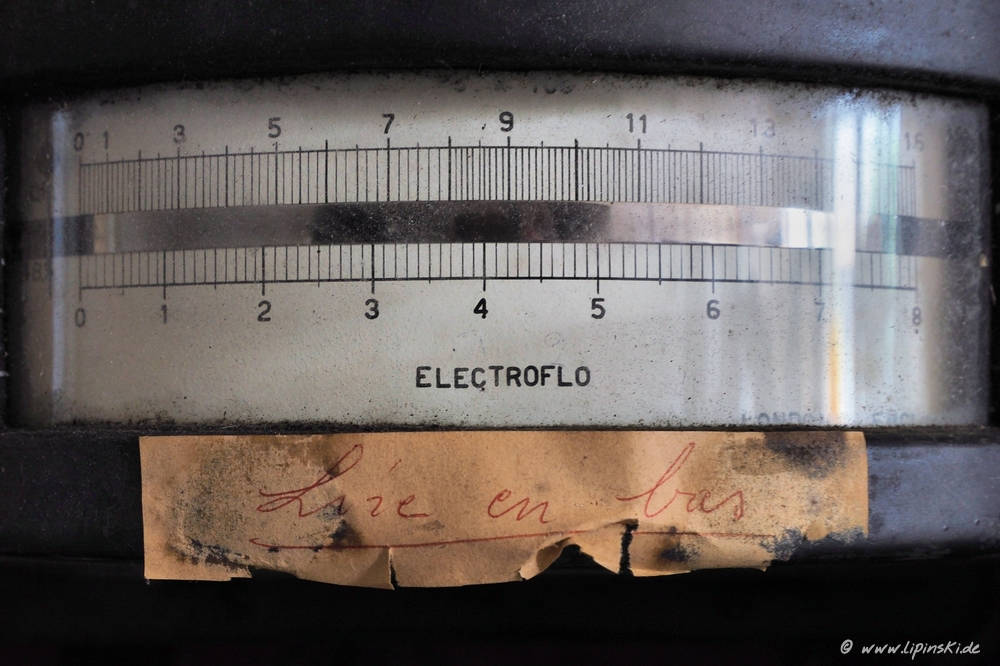 0 1 3 5 7 9 11 13 15
0 1 2 3 4 5 6 7 8
ELECTROFLO
Lire en bas
© www.lipinski.de